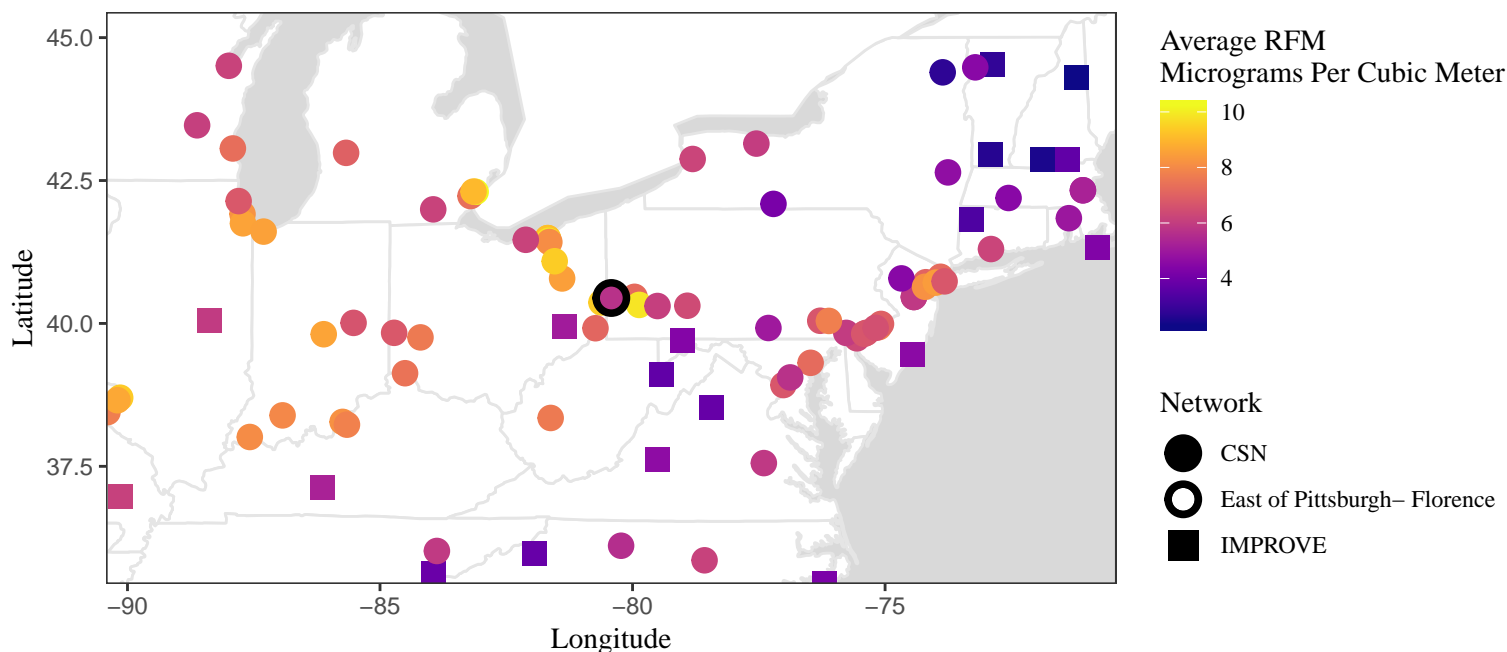 45.0
42.5
40.0
37.5
Latitude
−90
−85
−80
−75
Longitude
Average RFM
Micrograms Per Cubic Meter
10
8
6
4
Network
CSN
East of Pittsburgh− Florence
IMPROVE